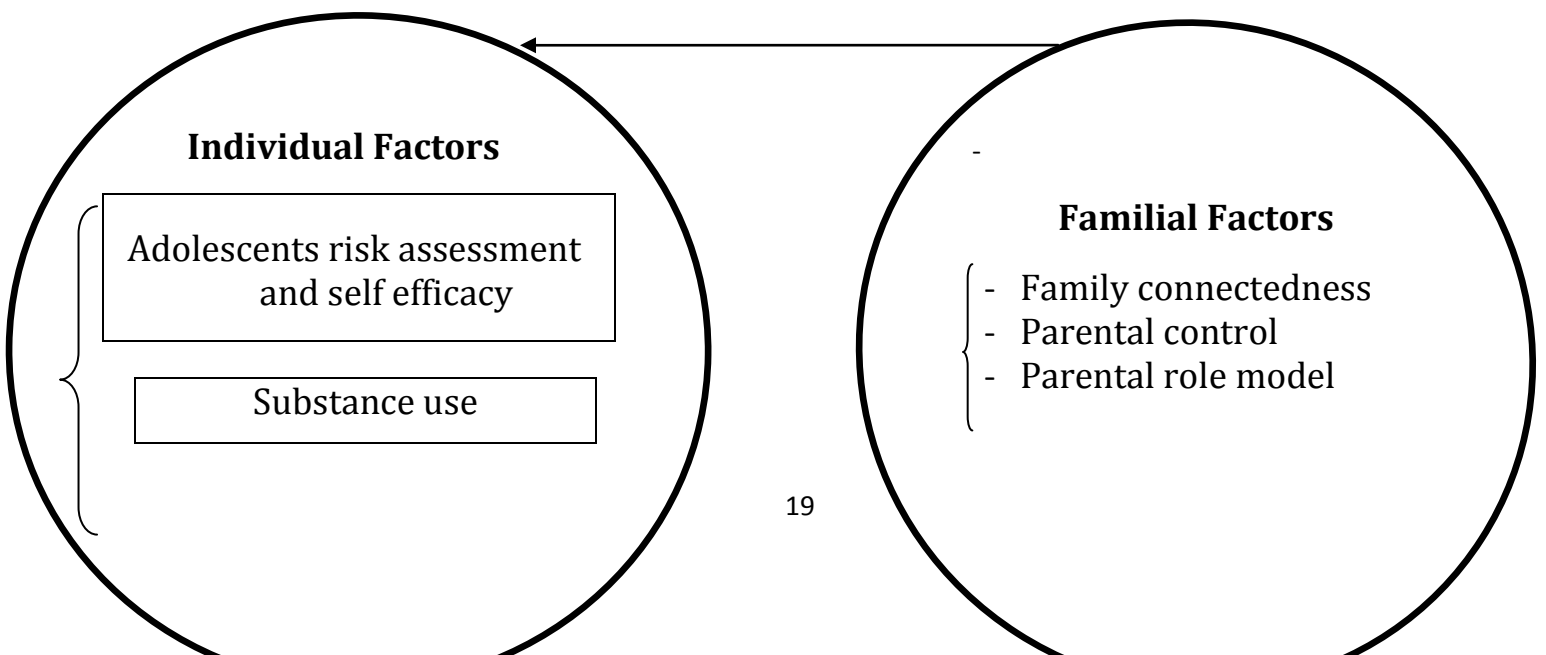 Individual Factors
Adolescents risk assessment
and self efficacy
Substance use
-
Familial Factors
- Family connectedness
- Parental control
- Parental role model
19